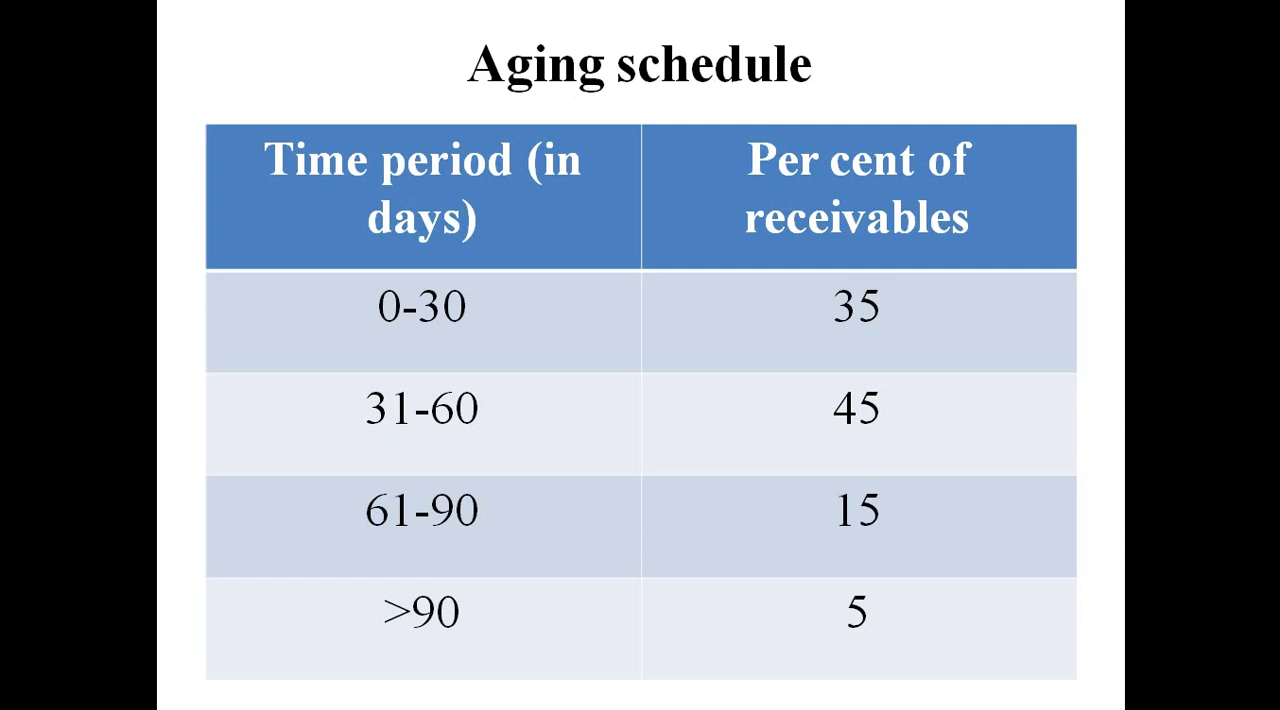 Aging schedule
Time period (in
days)
Per cent of
receivables
0-30
35
31-60
45
61-90
15
>90
5